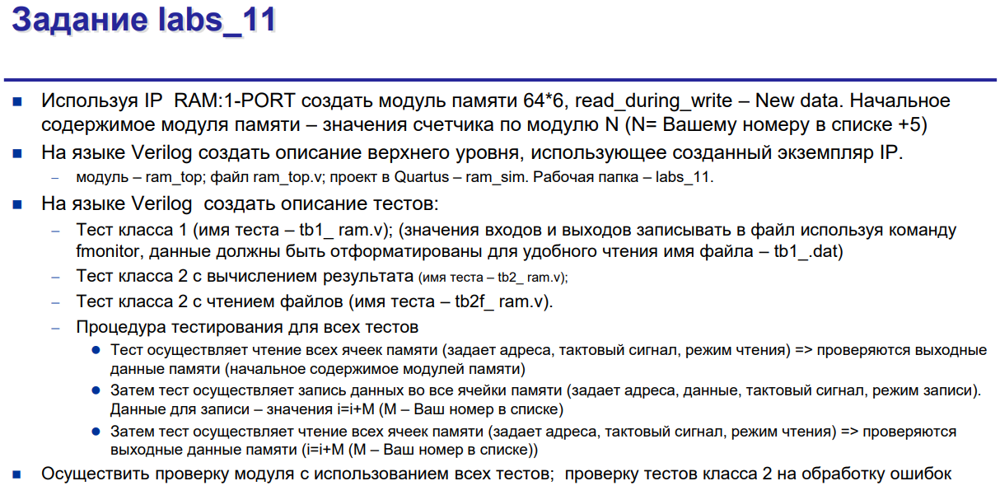 Задание labs_11
Используя IP RAM:1-PORT создать модуль памяти 64*6, read_during_write – New data. Начальное
содержимое модуля памяти – значения счетчика по модулю N (N= Вашему номеру в списке +5)
На языке Verilog создать описание верхнего уровня, использующее созданный экземпляр IP.
– модуль – ram_top; файл ram_top.v; проект в Quartus – ram_sim. Рабочая папка – labs_11.
На языке Verilog создать описание тестов:
– Тест класса 1 (имя теста – tb1_ ram.v); (значения входов и выходов записывать в файл используя команду
fmonitor, данные должны быть отформатированы для удобного чтения имя файла – tb1_.dat)
– Тест класса 2 с вычислением результата (имя теста – tb2_ ram.v);
– Тест класса 2 с чтением файлов (имя теста – tb2f_ ram.v).
– Процедура тестирования для всех тестов
Тест осуществляет чтение всех ячеек памяти (задает адреса, тактовый сигнал, режим чтения) => проверяются выходные
данные памяти (начальное содержимое модулей памяти)
Затем тест осуществляет запись данных во все ячейки памяти (задает адреса, данные, тактовый сигнал, режим записи).
Данные для записи – значения i=i+M (M – Ваш номер в списке)
Затем тест осуществляет чтение всех ячеек памяти (задает адреса, тактовый сигнал, режим чтения) => проверяются
выходные данные памяти (i=i+M (M – Ваш номер в списке))
Осуществить проверку модуля с использованием всех тестов; проверку тестов класса 2 на обработку ошибок